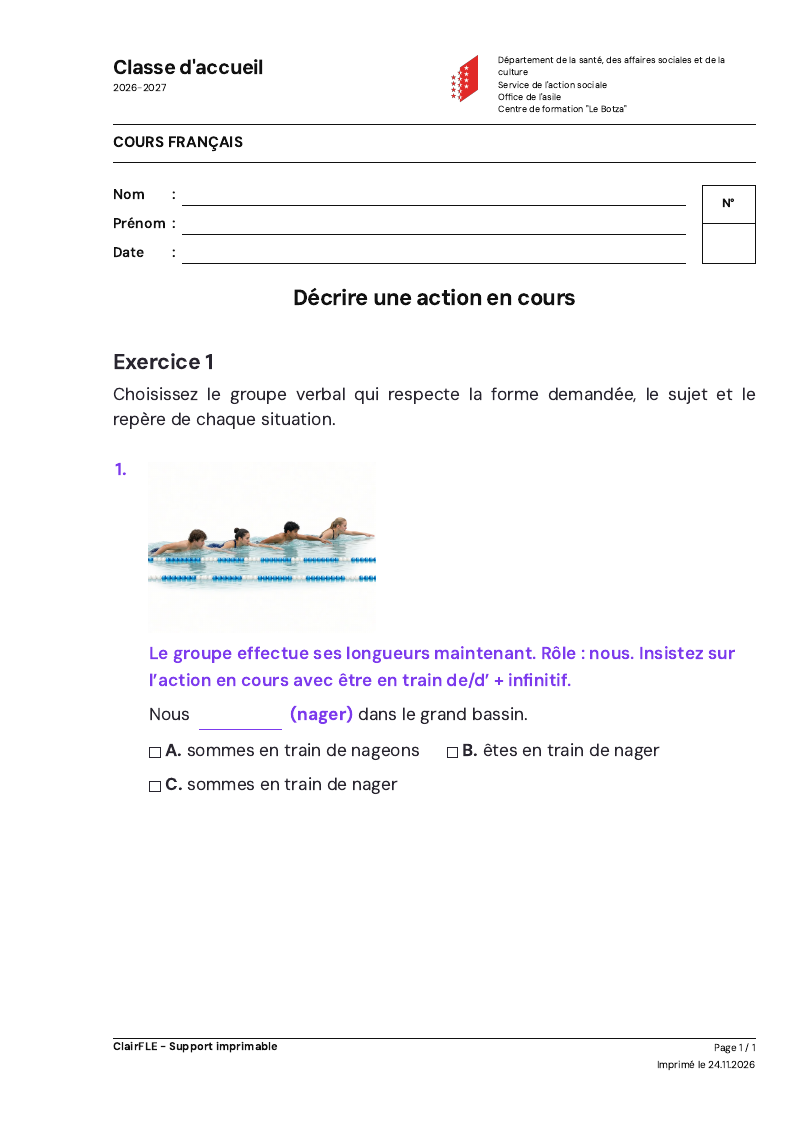 Classe d'accueil
2026-2027
Département de la santé, des affaires sociales et de la
culture
Service de l'action sociale
Office de l'asile
Centre de formation "Le Botza"
COURS FRANÇAIS
Nom :
Prénom :
Date :
N°
Décrire une action en cours
Exercice 1
Choisissez le groupe verbal qui respecte la forme demandée, le sujet et le
repère de chaque situation.
1.
Le groupe effectue ses longueurs maintenant. Rôle : nous. Insistez sur
l’action en cours avec être en train de/d’ + infinitif.
Nous ________ (nager) dans le grand bassin.
☐ A. sommes en train de nageons ☐ B. êtes en train de nager
☐ C. sommes en train de nager
ClairFLE - Support imprimable
Page 1 / 1
Imprimé le 24.11.2026